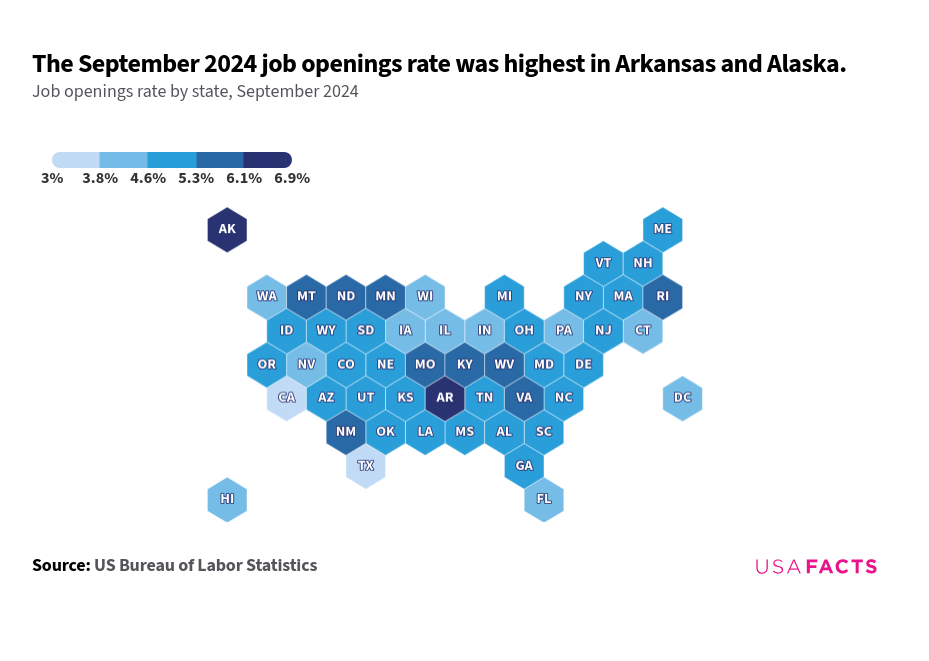 The September 2024 job openings rate was highest in Arkansas and Alaska.
Job openings rate by state, September 2024
3% 3.8% 4.6% 5.3% 6.1% 6.9%
AK ME
VT NH
WA MT ND MN WI MI NY MA RI
ID WY SD IA IL IN OH PA NJ CT
OR NV CO NE MO KY WV MD DE
CA AZ UT KS AR TN VA NC DC
NM OK LA MS AL SC
TX GA
HI FL
Source: US Bureau of Labor Statistics
USAFACTS